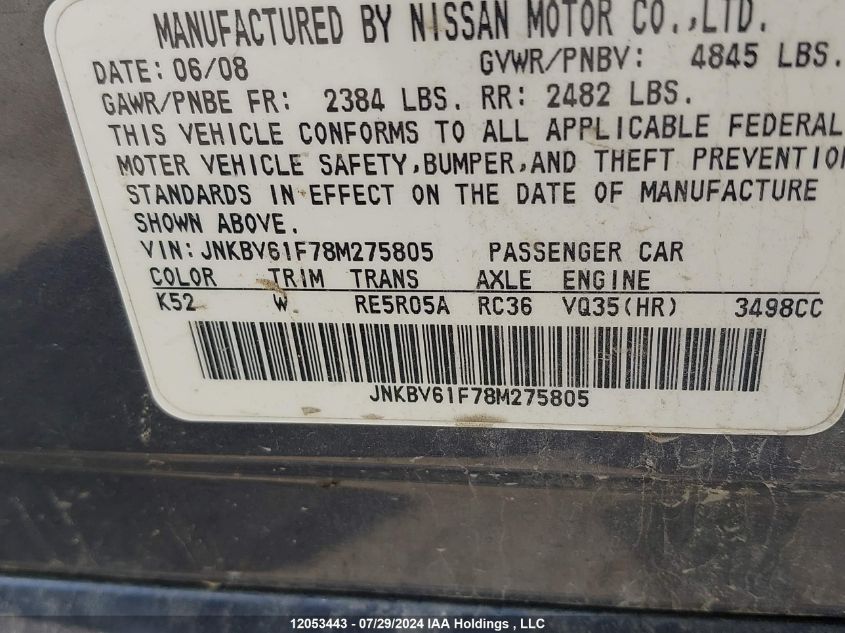 MANUFACTURED BY NISSAN MOTOR CO.,LTD.
DATE: 06/08 GVWR/PNBV: 4845 LBS.
GAWR/PNBE FR: 2384 LBS. RR: 2482 LBS.
THIS VEHICLE CONFORMS TO ALL APPLICABLE FEDERAL
MOTER VEHICLE SAFETY,BUMPER,AND THEFT PREVENTION
STANDARDS IN EFFECT ON THE DATE OF MANUFACTURE
SHOWN ABOVE.
VIN: JNKBV61F78M275805 PASSENGER CAR
COLOR TRIM TRANS AXLE ENGINE
K52 W RE5R05A RC36 VQ35(HR) 3498CC
JNKBV61F78M275805
12053443 - 07/29/2024 IAA Holdings , LLC